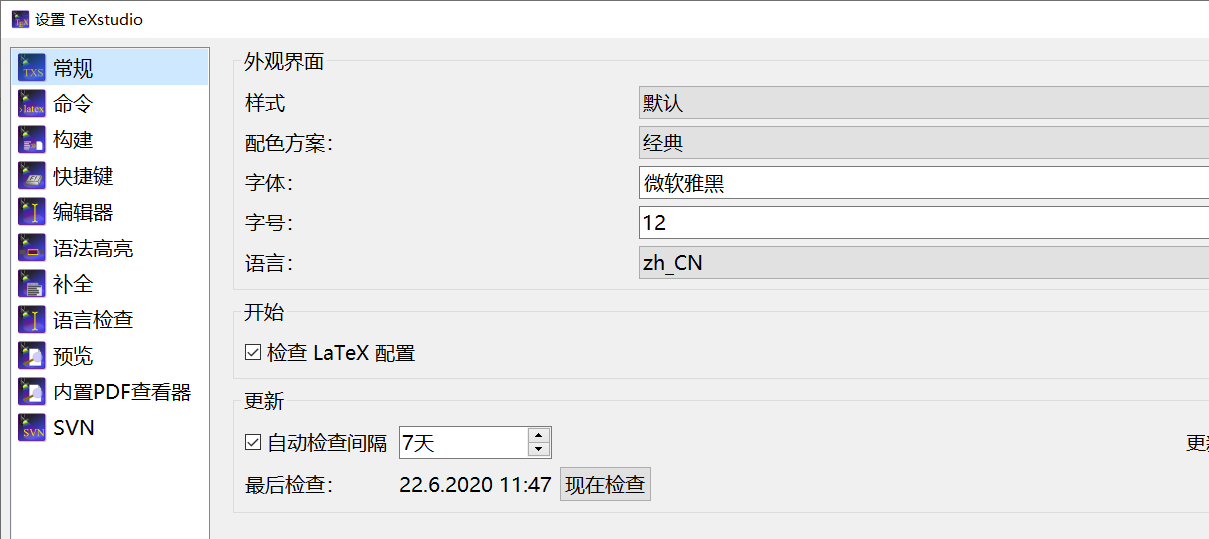 设置 TeXstudio
常规
命令
构建
快捷键
编辑器
语法高亮
补全
语言检查
预览
内置PDF查看器
SVN
外观界面
样式 默认
配色方案: 经典
字体: 微软雅黑
字号: 12
语言: zh_CN
开始
检查 LaTeX 配置
更新
自动检查间隔 7天
最后检查: 22.6.2020 11:47 现在检查